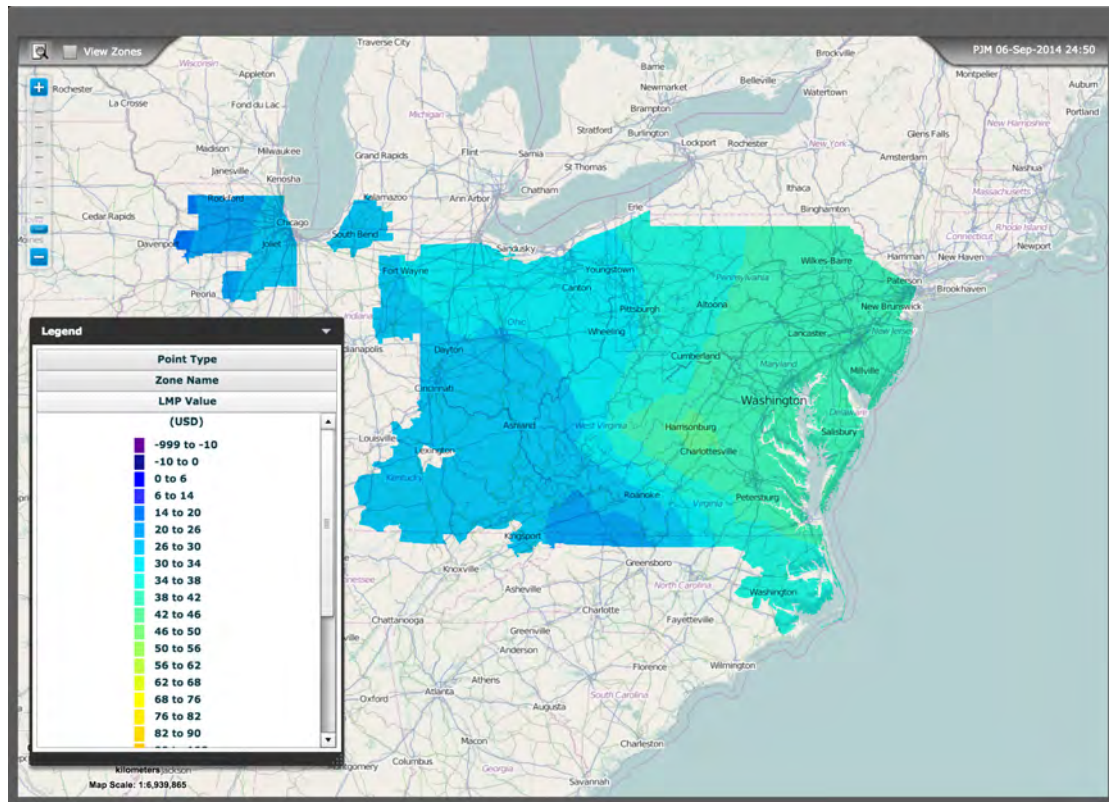 View Zones
PJM 06-Sep-2014 24:50
Traverse City
Wisconsin
Appleton
Barrie
Brockville
Montpelier
Rochester
Newmarket
Belleville
Watertown
Auburn
La Crosse
Fond du Lac
Michigan
Brampton
Portland
Stratford
Burlington
Lockport
Rochester
New York
Glens Falls
New Hampshire
Madison
Milwaukee
Grand Rapids
Flint
Sarnia
Amsterdam
Nashua
Janesville
St Thomas
Kenosha
Chatham
Ithaca
Massachusetts
Rockford
Kalamazoo
Ann Arbor
Erie
Binghamton
Cedar Rapids
Chicago
Connecticut
Rhode Island
South Bend
Davenport
Joliet
Sandusky
Newport
Wilkes-Barre
Hamman
New Haven
Fort Wayne
Youngstown
Pennsylvania
Paterson
Brookhaven
Peoria
Canton
Altoona
New Brunswick
Pittsburgh
Indiana
Ohio
Wheeling
Lancaster
New Jersey
Dayton
Cumberland
Maryland
Millville
Cincinnati
Washington
Delaware
Ashland
West Virginia
Harrisonburg
Salisbury
Louisville
Lexington
Charlottesville
Kentucky
Roanoke
Virginia
Petersburg
Kingsport
Greensboro
Knoxville
Washington
North Carolina
Asheville
Charlotte
Fayetteville
Chattanooga
Greenville
Anderson
Wilmington
Florence
Athens
Atlanta
South Carolina
Oxford
Augusta
Macon
Charleston
Columbus
Georgia
Savannah
Legend
Point Type
Zone Name
LMP Value
(USD)
-999 to -10
-10 to 0
0 to 6
6 to 14
14 to 20
20 to 26
26 to 30
30 to 34
34 to 38
38 to 42
42 to 46
46 to 50
50 to 56
56 to 62
62 to 68
68 to 76
76 to 82
82 to 90
kilometers
Jackson
Map Scale: 1:6,939,865